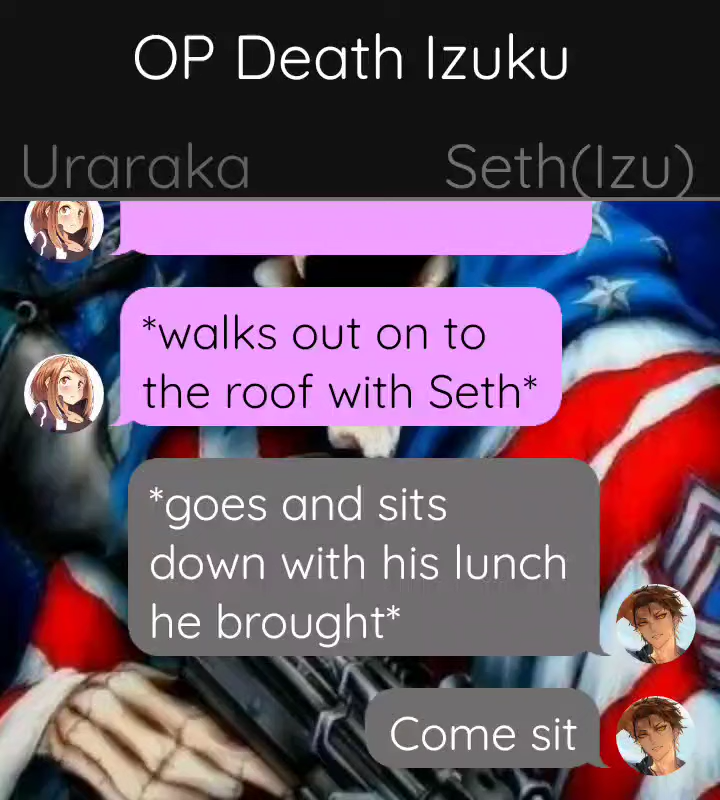 OP Death Izuku
Uraraka
Seth(Izu)
*walks out on to
the roof with Seth*
*goes and sits
down with his lunch
he brought*
Come sit